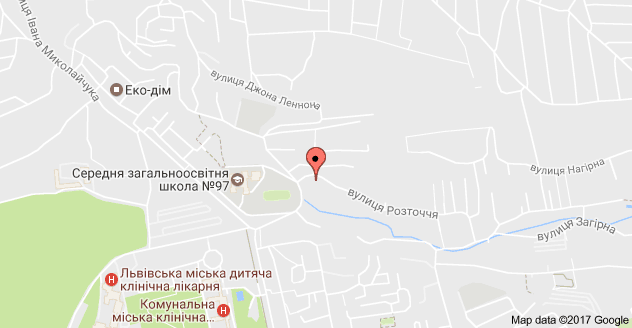 вулиця Івана Миколайчука
вулиця Джона Леннона
Еко-дім
Середня загальноосвітня
школа №97
вулиця Нагірна
вулиця Розточчя
вулиця Загірна
Львівська міська дитяча
клінічна лікарня
Комунальна
міська клінічна...
Map data ©2017 Google